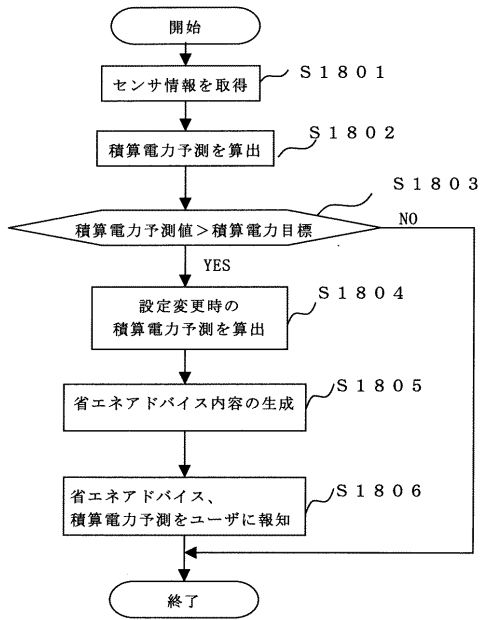 開始
センサ情報を取得
S1801
積算電力予測を算出
S1802
積算電力予測値>積算電力目標
S1803
NO
YES
設定変更時の
積算電力予測を算出
S1804
省エネアドバイス内容の生成
S1805
省エネアドバイス、
積算電力予測をユーザに報知
S1806
終了